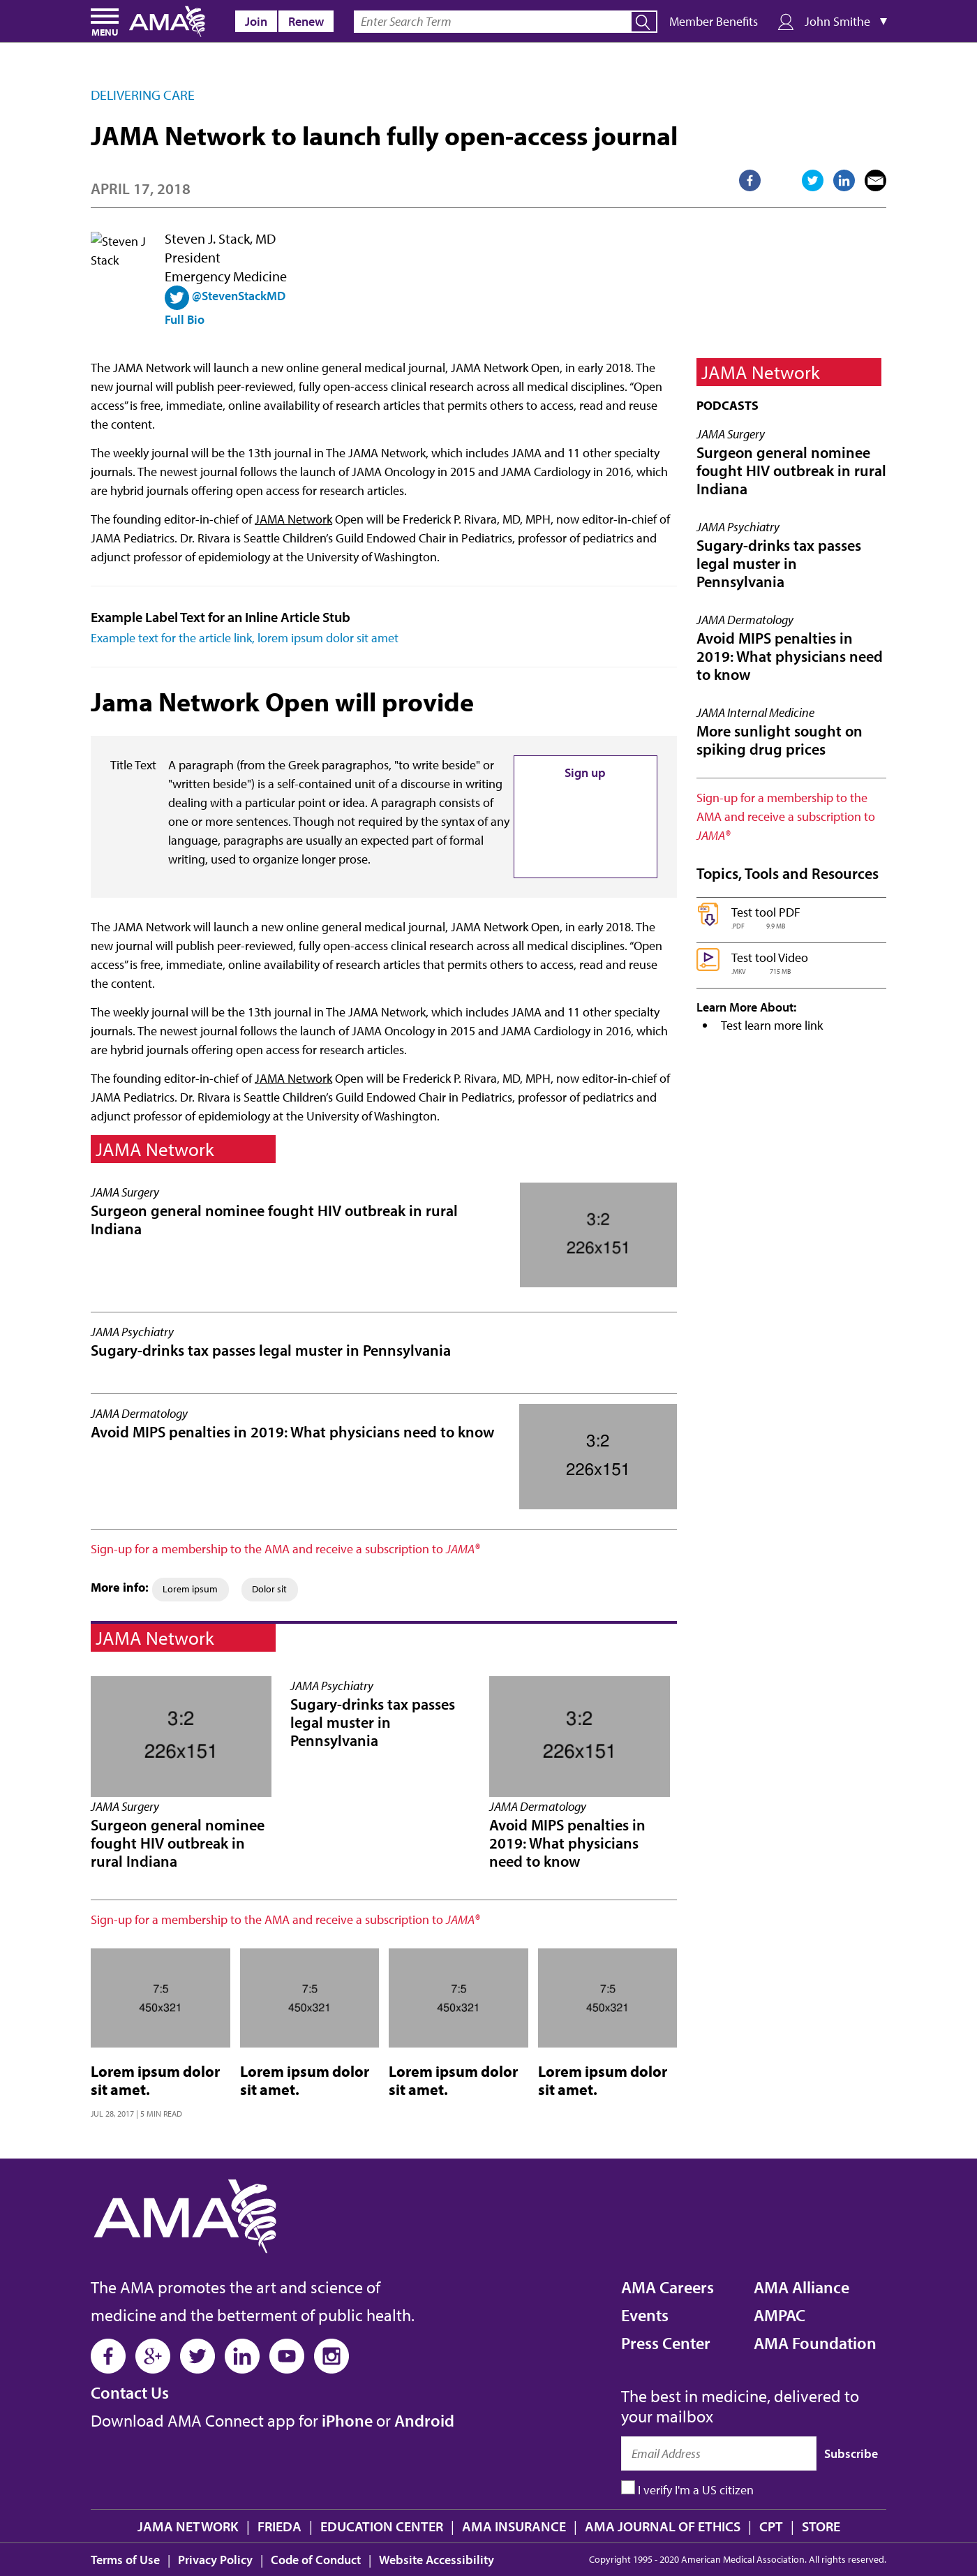 MENU
AMA
Join
Renew
Enter Search Term
Member Benefits
John Smithe ▼
DELIVERING CARE
JAMA Network to launch fully open-access journal
APRIL 17, 2018
Steven J
Stack
Steven J. Stack, MD
President
Emergency Medicine
@StevenStackMD
Full Bio
The JAMA Network will launch a new online general medical journal, JAMA Network Open, in early 2018. The
new journal will publish peer-reviewed, fully open-access clinical research across all medical disciplines. “Open
access” is free, immediate, online availability of research articles that permits others to access, read and reuse
the content.
The weekly journal will be the 13th journal in The JAMA Network, which includes JAMA and 11 other specialty
journals. The newest journal follows the launch of JAMA Oncology in 2015 and JAMA Cardiology in 2016, which
are hybrid journals offering open access for research articles.
The founding editor-in-chief of JAMA Network Open will be Frederick P. Rivara, MD, MPH, now editor-in-chief of
JAMA Pediatrics. Dr. Rivara is Seattle Children’s Guild Endowed Chair in Pediatrics, professor of pediatrics and
adjunct professor of epidemiology at the University of Washington.
Example Label Text for an Inline Article Stub
Example text for the article link, lorem ipsum dolor sit amet
Jama Network Open will provide
Title Text
A paragraph (from the Greek paragraphos, "to write beside" or
"written beside") is a self-contained unit of a discourse in writing
dealing with a particular point or idea. A paragraph consists of
one or more sentences. Though not required by the syntax of any
language, paragraphs are usually an expected part of formal
writing, used to organize longer prose.
Sign up
The JAMA Network will launch a new online general medical journal, JAMA Network Open, in early 2018. The
new journal will publish peer-reviewed, fully open-access clinical research across all medical disciplines. “Open
access” is free, immediate, online availability of research articles that permits others to access, read and reuse
the content.
The weekly journal will be the 13th journal in The JAMA Network, which includes JAMA and 11 other specialty
journals. The newest journal follows the launch of JAMA Oncology in 2015 and JAMA Cardiology in 2016, which
are hybrid journals offering open access for research articles.
The founding editor-in-chief of JAMA Network Open will be Frederick P. Rivara, MD, MPH, now editor-in-chief of
JAMA Pediatrics. Dr. Rivara is Seattle Children’s Guild Endowed Chair in Pediatrics, professor of pediatrics and
adjunct professor of epidemiology at the University of Washington.
JAMA Network
JAMA Surgery
Surgeon general nominee fought HIV outbreak in rural
Indiana
3:2
226x151
JAMA Psychiatry
Sugary-drinks tax passes legal muster in Pennsylvania
JAMA Dermatology
Avoid MIPS penalties in 2019: What physicians need to know
3:2
226x151
Sign-up for a membership to the AMA and receive a subscription to JAMA®
More info:
Lorem ipsum
Dolor sit
JAMA Network
3:2
226x151
JAMA Surgery
Surgeon general nominee
fought HIV outbreak in
rural Indiana
JAMA Psychiatry
Sugary-drinks tax passes
legal muster in
Pennsylvania
3:2
226x151
JAMA Dermatology
Avoid MIPS penalties in
2019: What physicians
need to know
Sign-up for a membership to the AMA and receive a subscription to JAMA®
7:5
450x321
Lorem ipsum dolor
sit amet.
JUL 28, 2017 | 5 MIN READ
7:5
450x321
Lorem ipsum dolor
sit amet.
7:5
450x321
Lorem ipsum dolor
sit amet.
7:5
450x321
Lorem ipsum dolor
sit amet.
JAMA Network
PODCASTS
JAMA Surgery
Surgeon general nominee
fought HIV outbreak in rural
Indiana
JAMA Psychiatry
Sugary-drinks tax passes
legal muster in
Pennsylvania
JAMA Dermatology
Avoid MIPS penalties in
2019: What physicians need
to know
JAMA Internal Medicine
More sunlight sought on
spiking drug prices
Sign-up for a membership to the
AMA and receive a subscription to
JAMA®
Topics, Tools and Resources
Test tool PDF
.PDF 9.9 MB
Test tool Video
.MKV 715 MB
Learn More About:
• Test learn more link
AMA
The AMA promotes the art and science of
medicine and the betterment of public health.
Contact Us
Download AMA Connect app for iPhone or Android
AMA Careers
Events
Press Center
AMA Alliance
AMPAC
AMA Foundation
The best in medicine, delivered to
your mailbox
Email Address
Subscribe
I verify I'm a US citizen
JAMA NETWORK | FRIEDA | EDUCATION CENTER | AMA INSURANCE | AMA JOURNAL OF ETHICS | CPT | STORE
Terms of Use | Privacy Policy | Code of Conduct | Website Accessibility
Copyright 1995 - 2020 American Medical Association. All rights reserved.